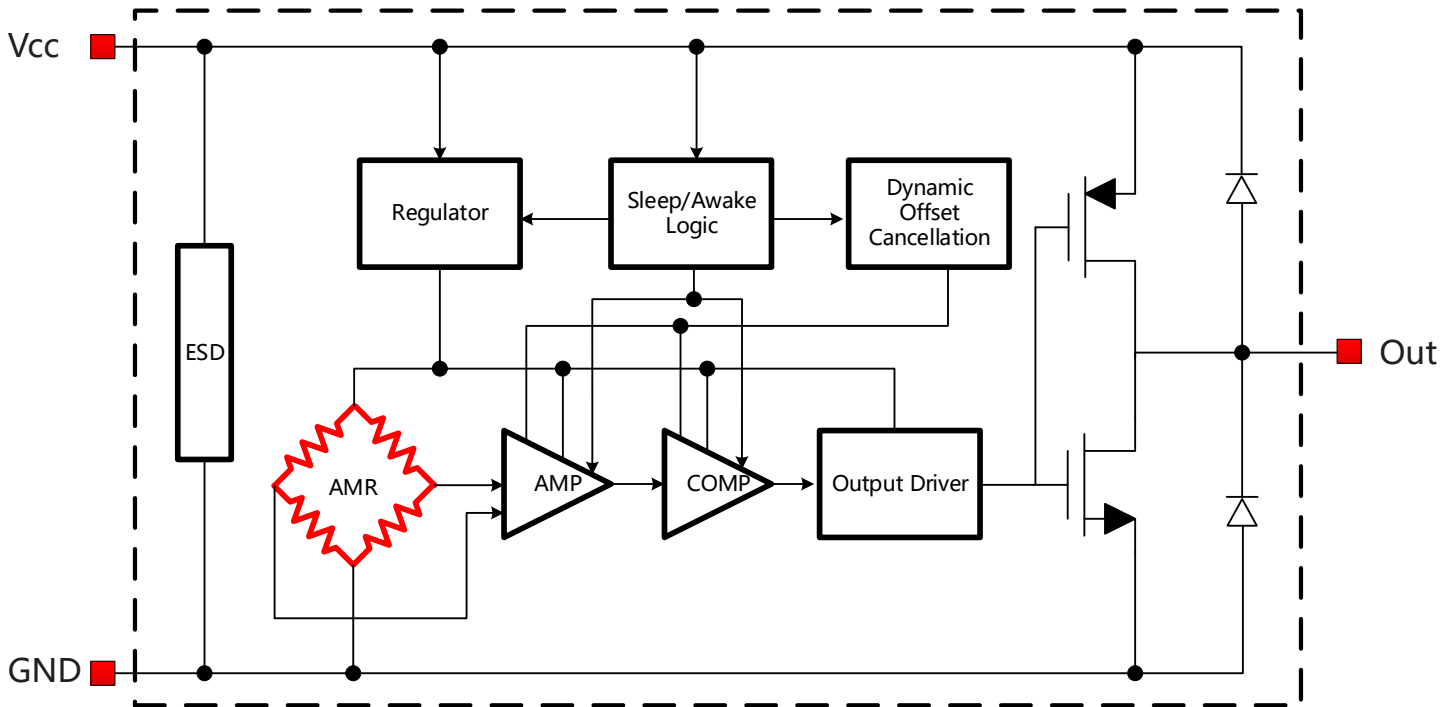 Vcc
Regulator
Sleep/Awake
Logic
Dynamic
Offset
Cancellation
ESD
Out
AMR
AMP
COMP
Output Driver
GND